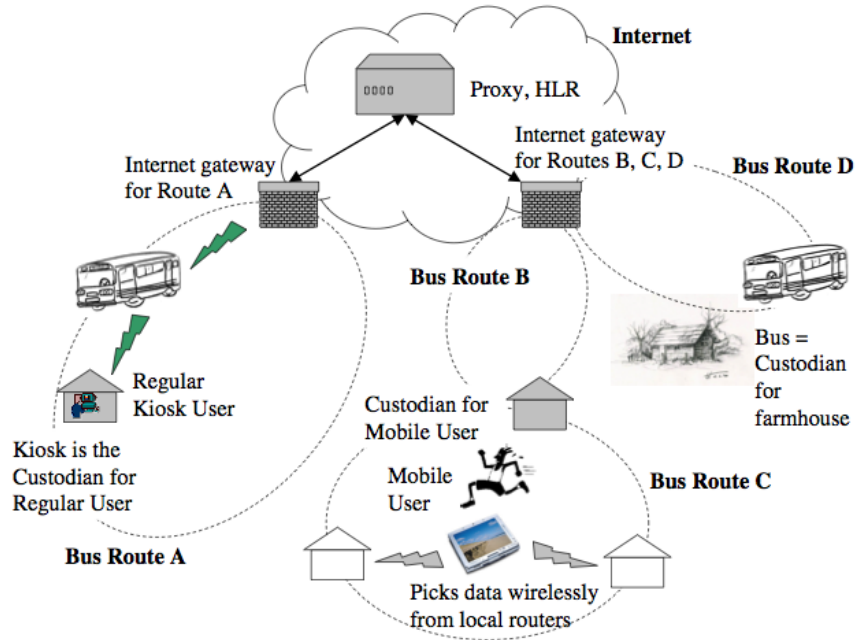 Internet
Proxy, HLR
Internet gateway
for Route A
Internet gateway
for Routes B, C, D
Bus Route D
Bus Route B
Bus =
Custodian
for
farmhouse
Regular
Kiosk User
Kiosk is the
Custodian for
Regular User
Custodian for
Mobile User
Mobile
User
Bus Route C
Bus Route A
Picks data wirelessly
from local routers